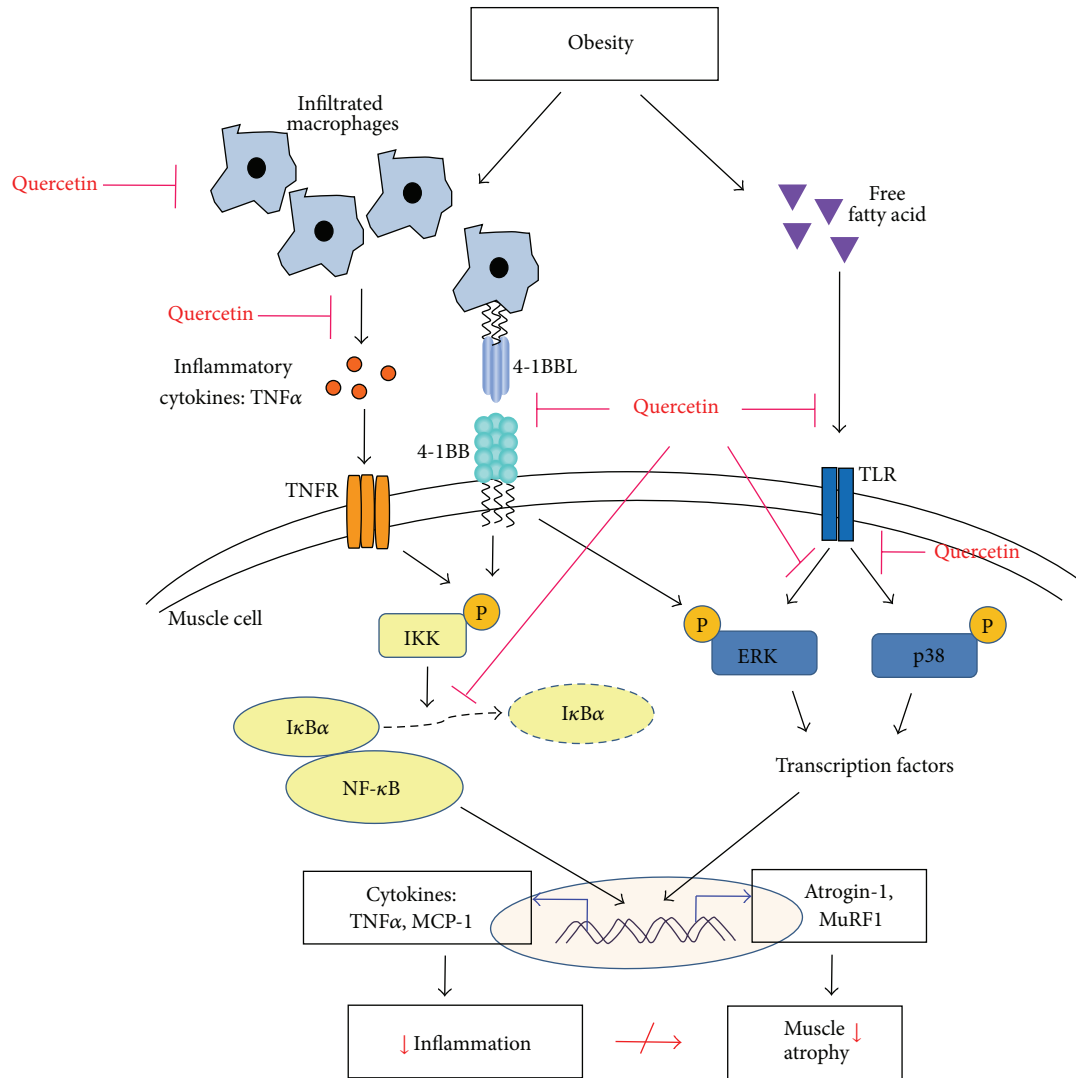 Obesity
Infiltrated
macrophages
Quercetin
Free
fatty acid
Quercetin
Inflammatory
cytokines: TNFα
4-1BBL
Quercetin
4-1BB
TNFR
TLR
Quercetin
Muscle cell
P
IKK
P
ERK
P
p38
IκBα
IκBα
NF-κB
Transcription factors
Cytokines:
TNFα, MCP-1
Atrogin-1,
MuRF1
↓ Inflammation
Muscle ↓
atrophy